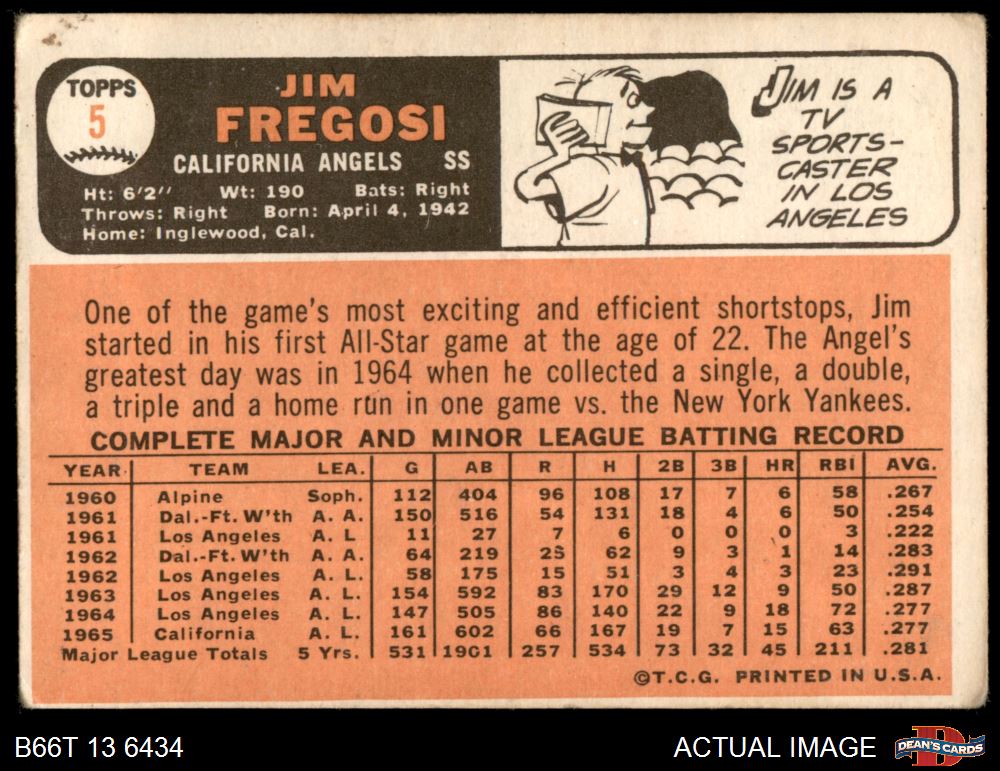 TOPPS
5
JIM
FREGOSI
CALIFORNIA ANGELS SS
Ht: 6'2" Wt: 190 Bats: Right
Throws: Right Born: April 4, 1942
Home: Inglewood, Cal.
JIM IS A
TV
SPORTS-
CASTER
IN LOS
ANGELES
One of the game's most exciting and efficient shortstops, Jim
started in his first All-Star game at the age of 22. The Angel's
greatest day was in 1964 when he collected a single, a double,
a triple and a home run in one game vs. the New York Yankees.
COMPLETE MAJOR AND MINOR LEAGUE BATTING RECORD
YEAR TEAM LEA. G AB R H 2B 3B HR RBI AVG.
1960 Alpine Soph. 112 404 96 108 17 7 6 58 .267
1961 Dal.-Ft. W'th A. A. 150 516 54 131 18 4 6 50 .254
1961 Los Angeles A. L 11 27 7 6 0 0 0 3 .222
1962 Dal.-Ft. W'th A. A. 64 219 25 62 9 3 1 14 .283
1962 Los Angeles A. L. 58 175 15 51 3 4 3 23 .291
1963 Los Angeles A. L. 154 592 83 170 29 12 9 50 .287
1964 Los Angeles A. L. 147 505 86 140 22 9 18 72 .277
1965 California A. L. 161 602 66 167 19 7 15 63 .277
Major League Totals 5 Yrs. 531 1901 257 534 73 32 45 211 .281
©T.C.G. PRINTED IN U.S.A.
B66T 13 6434 ACTUAL IMAGE DEAN'S CARDS